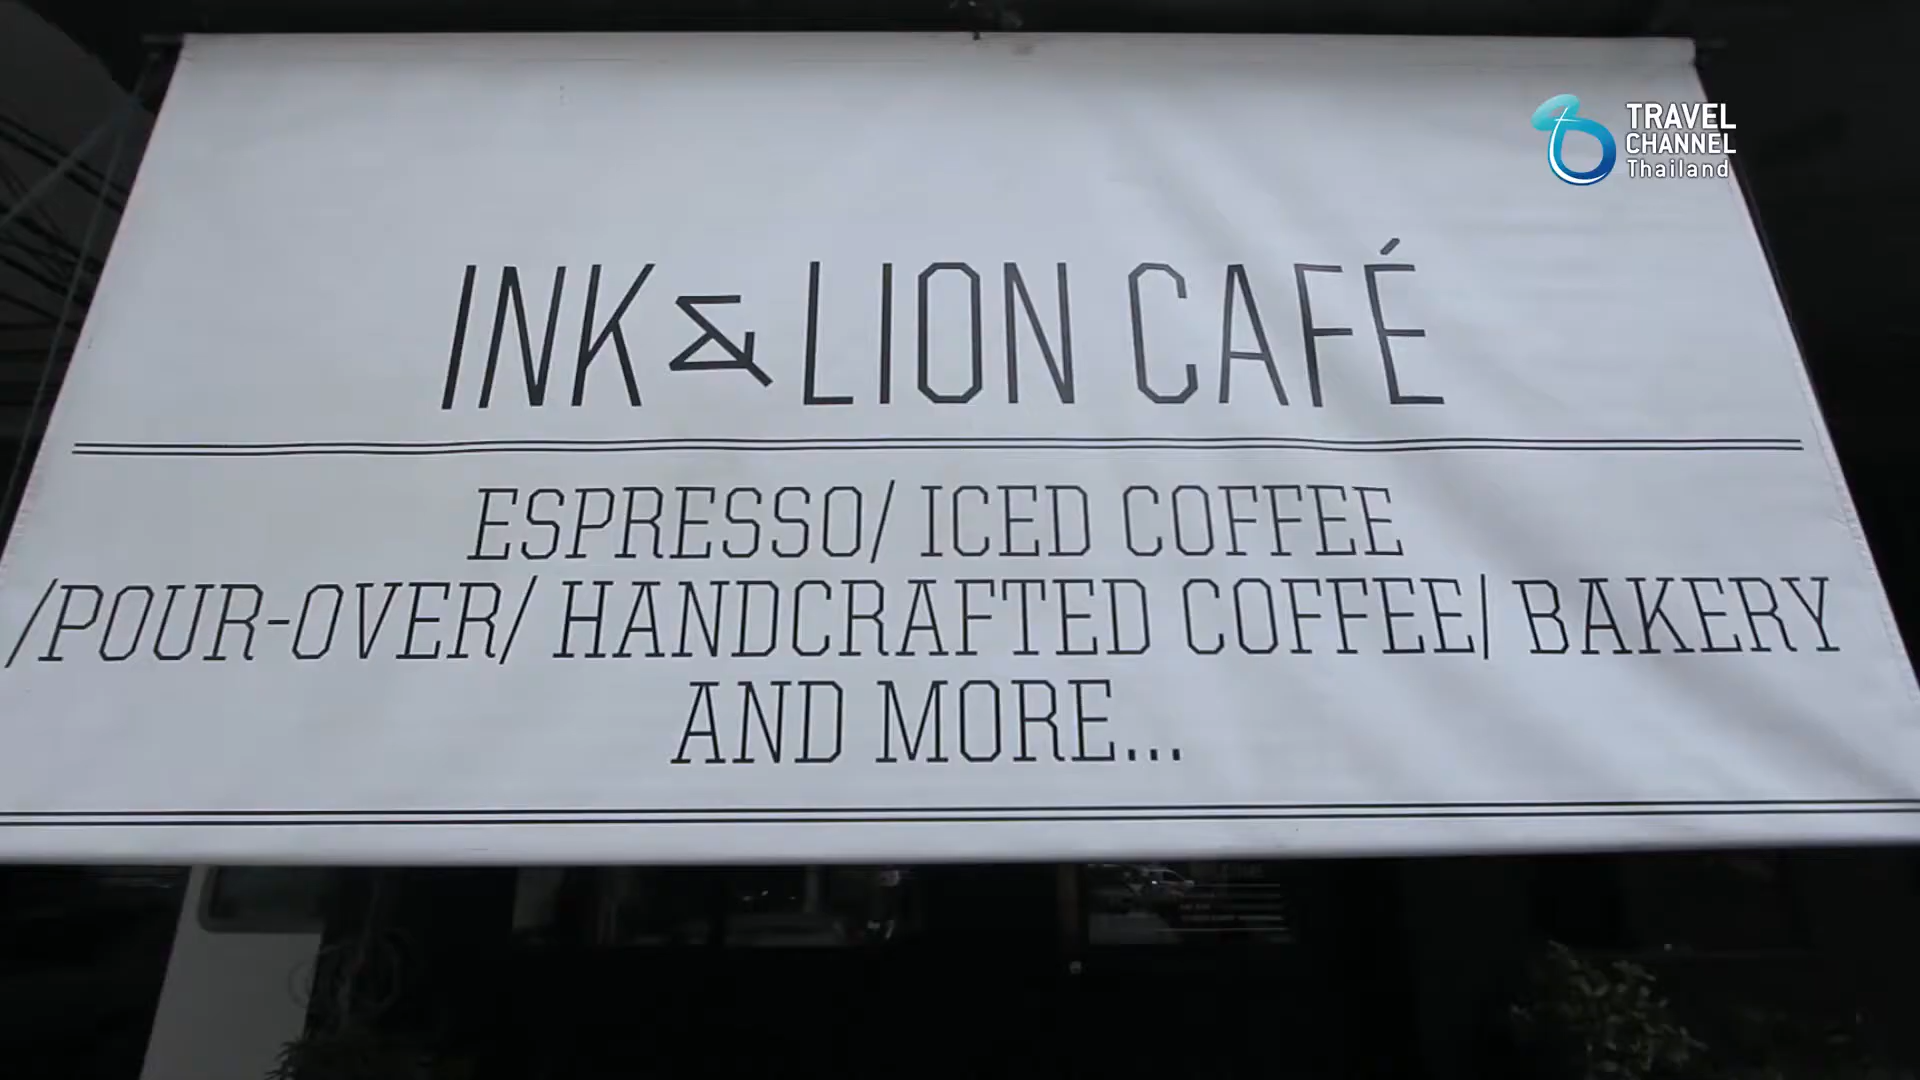 TRAVEL
CHANNEL
Thailand
INK & LION CAFÉ
ESPRESSO/ ICED COFFEE
/POUR-OVER/ HANDCRAFTED COFFEE/ BAKERY
AND MORE...